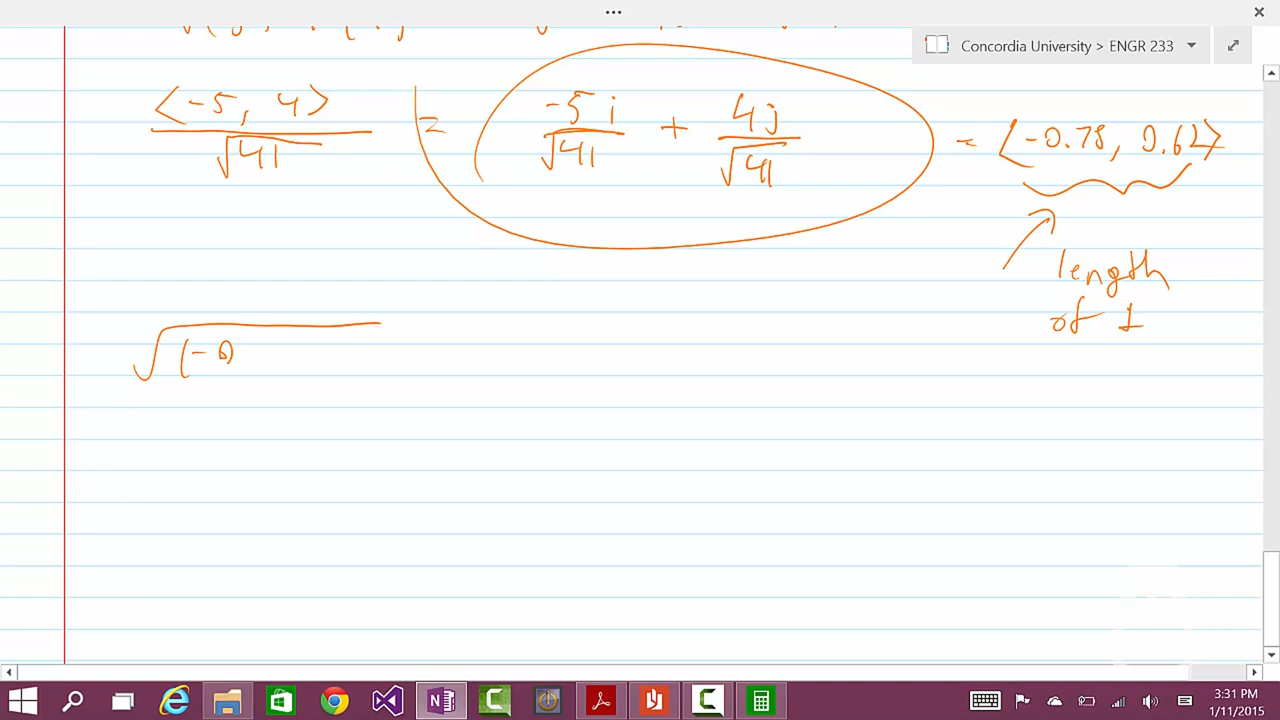 Concordia University > ENGR 233
<-5, 4> / √41 = -5i / √41 + 4j / √41 = <-0.78, 0.62>
length
of 1
√(-0
3:31 PM
1/11/2015